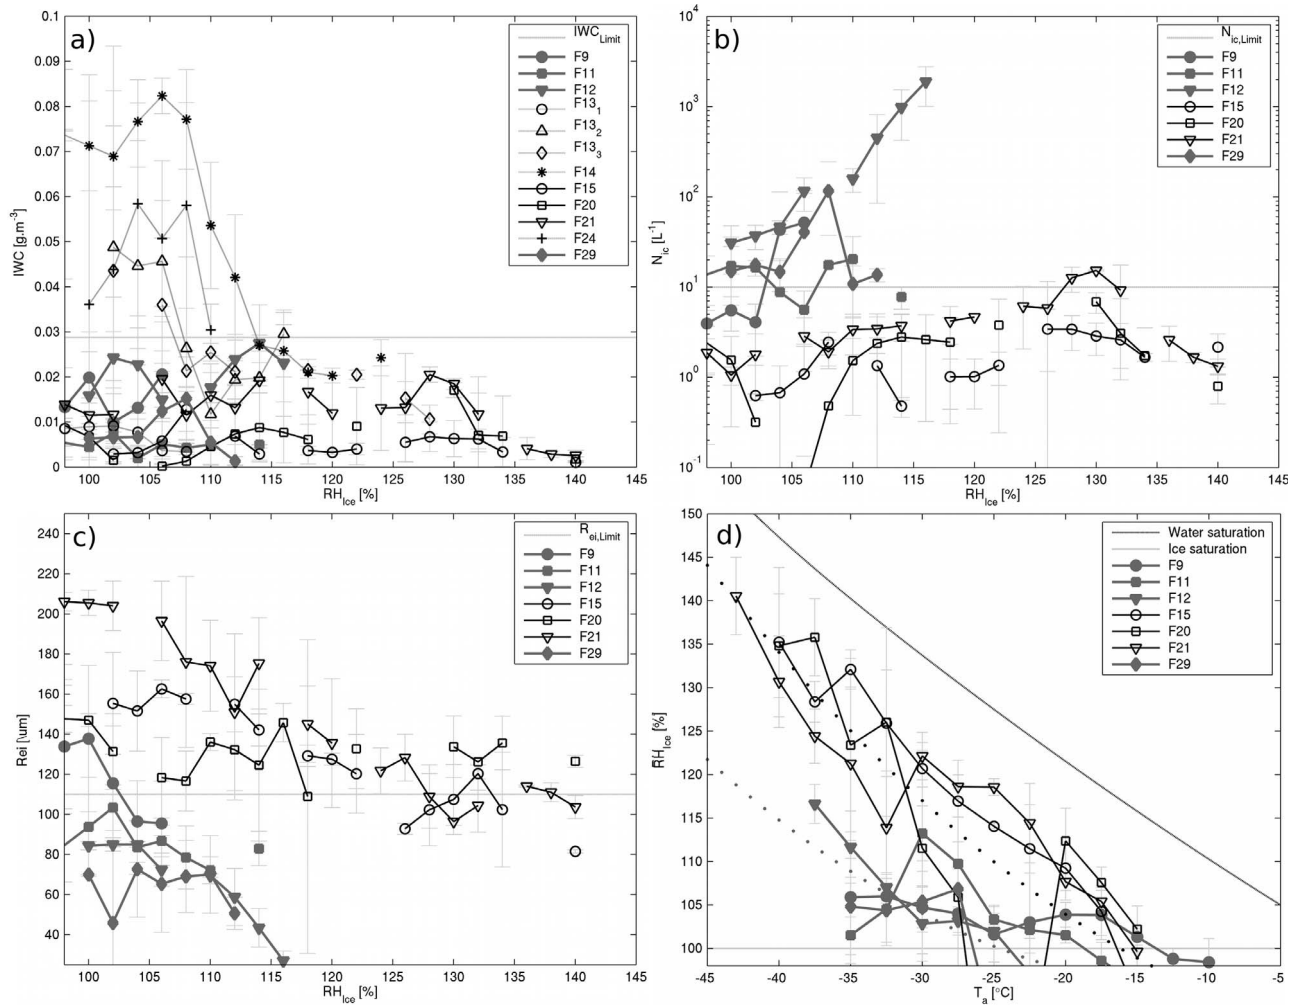 a)
0.1
0.09
0.08
0.07
0.06
0.05
0.04
0.03
0.02
0.01
0
IWC [g.m⁻³]
100 105 110 115 120 125 130 135 140 145
RH_Ice [%]
IWC_Limit
F9
F11
F12
F13_1
F13_2
F13_3
F14
F15
F20
F21
F24
F29
b)
10⁴
10³
10²
10¹
10⁰
10⁻¹
N_ic [L⁻¹]
100 105 110 115 120 125 130 135 140 145
RH_Ice [%]
N_ic,Limit
F9
F11
F12
F15
F20
F21
F29
c)
240
220
200
180
160
140
120
100
80
60
40
Rei [um]
100 105 110 115 120 125 130 135 140 145
RH_Ice [%]
R_ei,Limit
F9
F11
F12
F15
F20
F21
F29
d)
150
145
140
135
130
125
120
115
110
105
100
RH_Ice [%]
-45 -40 -35 -30 -25 -20 -15 -10 -5
T_a [°C]
Water saturation
Ice saturation
F9
F11
F12
F15
F20
F21
F29